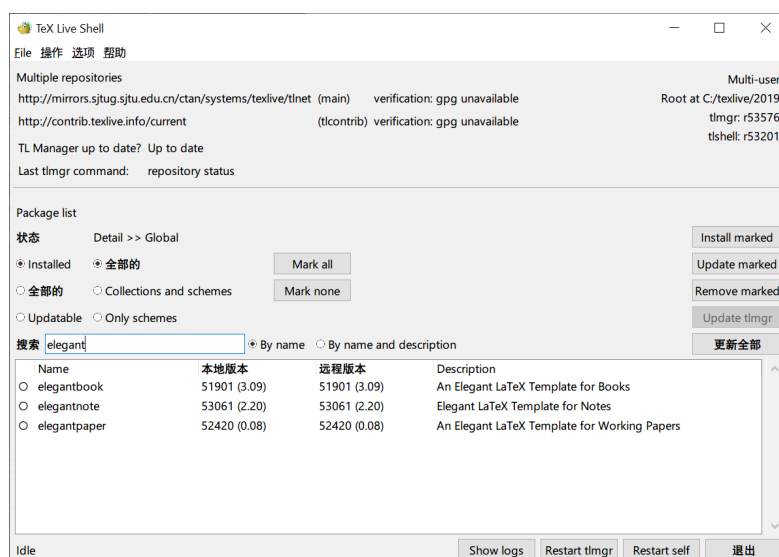 TeX Live Shell
File 操作 选项 帮助
Multiple repositories
Multi-user
http://mirrors.sjtug.sjtu.edu.cn/ctan/systems/texlive/tlnet (main) verification: gpg unavailable
Root at C:/texlive/2019
http://contrib.texlive.info/current (tlcontrib) verification: gpg unavailable
tlmgr: r53576
tlshell: r53201
TL Manager up to date? Up to date
Last tlmgr command: repository status
Package list
状态 Detail >> Global Install marked
Installed 全部的 Mark all Update marked
全部的 Collections and schemes Mark none Remove marked
Updatable Only schemes Update tlmgr
搜索 elegant By name By name and description 更新全部
Name 本地版本 远程版本 Description
elegantbook 51901 (3.09) 51901 (3.09) An Elegant LaTeX Template for Books
elegantnote 53061 (2.20) 53061 (2.20) Elegant LaTeX Template for Notes
elegantpaper 52420 (0.08) 52420 (0.08) An Elegant LaTeX Template for Working Papers
Idle Show logs Restart tlmgr Restart self 退出